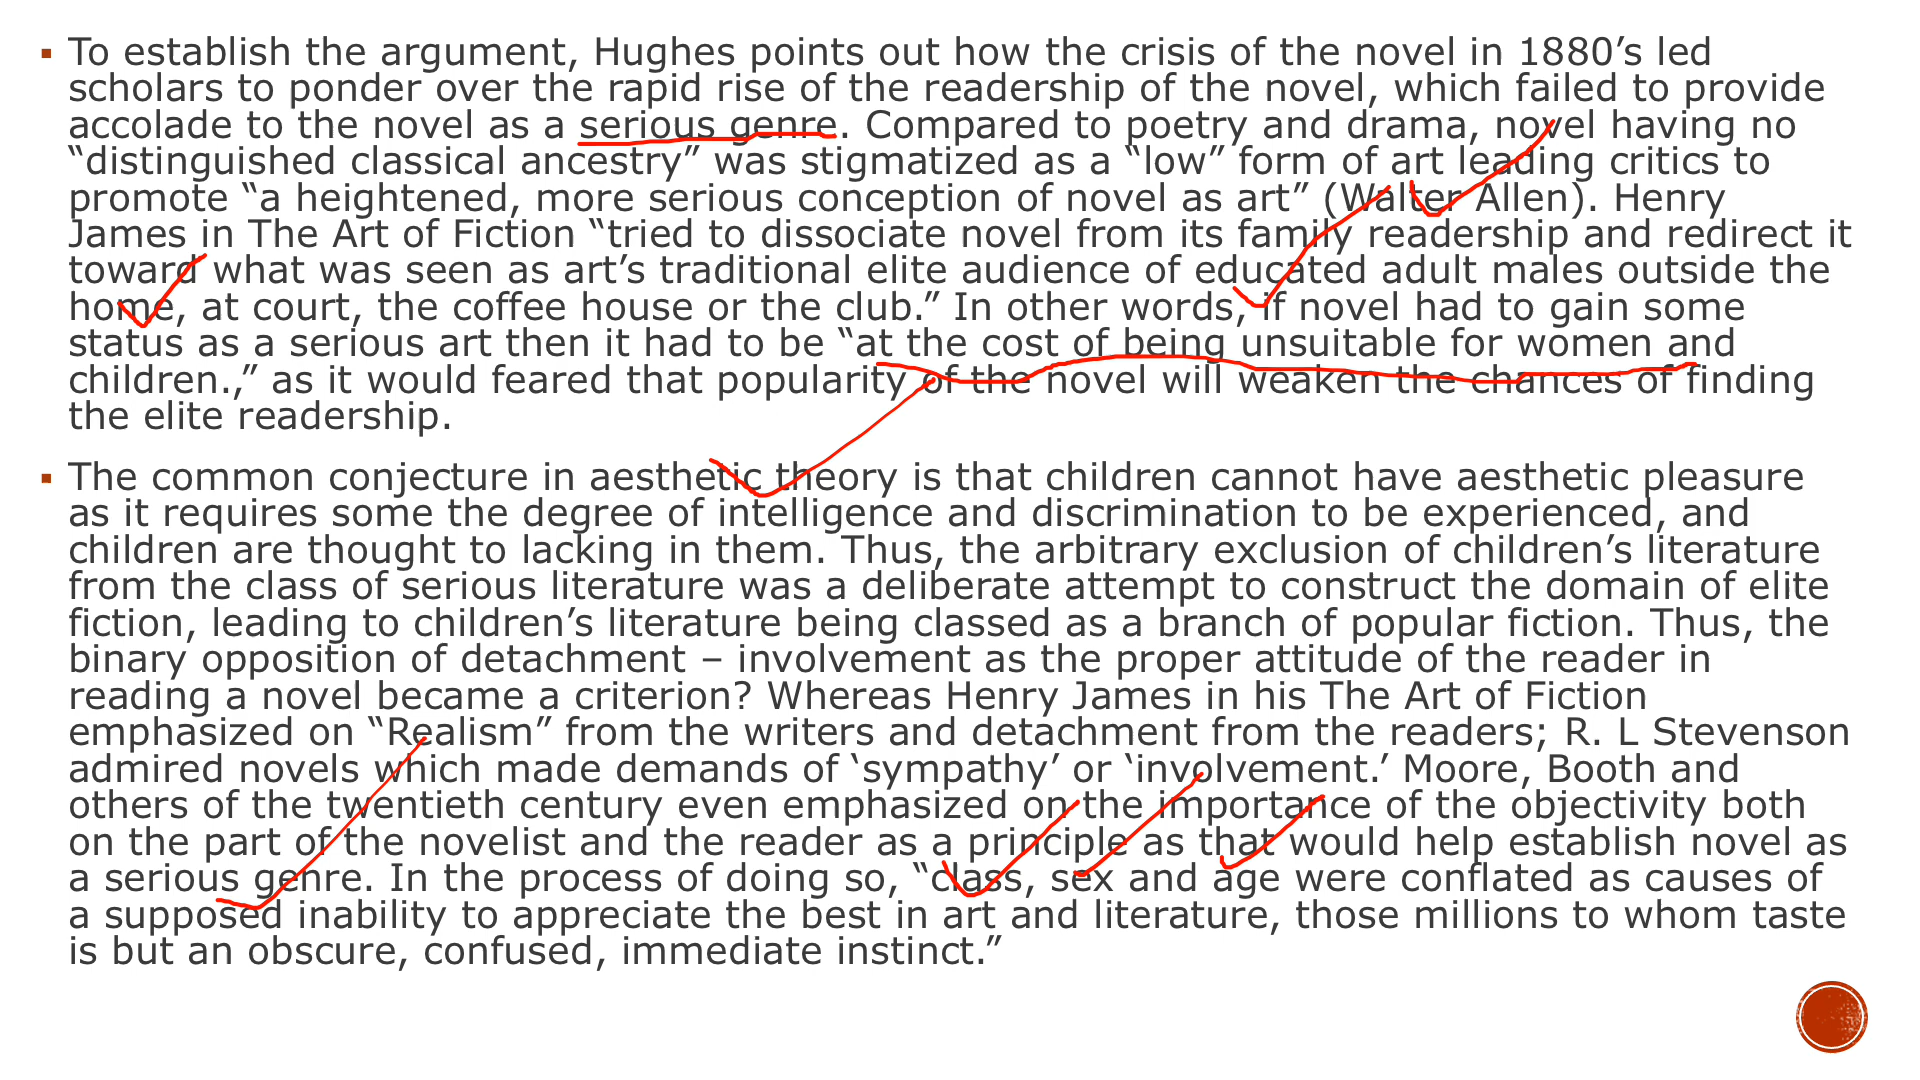 ▪ To establish the argument, Hughes points out how the crisis of the novel in 1880’s led
scholars to ponder over the rapid rise of the readership of the novel, which failed to provide
accolade to the novel as a serious genre. Compared to poetry and drama, novel having no
“distinguished classical ancestry” was stigmatized as a “low” form of art leading critics to
promote “a heightened, more serious conception of novel as art” (Walter Allen). Henry
James in The Art of Fiction “tried to dissociate novel from its family readership and redirect it
toward what was seen as art’s traditional elite audience of educated adult males outside the
home, at court, the coffee house or the club.” In other words, if novel had to gain some
status as a serious art then it had to be “at the cost of being unsuitable for women and
children.,” as it would feared that popularity of the novel will weaken the chances of finding
the elite readership.
▪ The common conjecture in aesthetic theory is that children cannot have aesthetic pleasure
as it requires some the degree of intelligence and discrimination to be experienced, and
children are thought to lacking in them. Thus, the arbitrary exclusion of children’s literature
from the class of serious literature was a deliberate attempt to construct the domain of elite
fiction, leading to children’s literature being classed as a branch of popular fiction. Thus, the
binary opposition of detachment – involvement as the proper attitude of the reader in
reading a novel became a criterion? Whereas Henry James in his The Art of Fiction
emphasized on “Realism” from the writers and detachment from the readers; R. L Stevenson
admired novels which made demands of ‘sympathy’ or ‘involvement.’ Moore, Booth and
others of the twentieth century even emphasized on the importance of the objectivity both
on the part of the novelist and the reader as a principle as that would help establish novel as
a serious genre. In the process of doing so, “class, sex and age were conflated as causes of
a supposed inability to appreciate the best in art and literature, those millions to whom taste
is but an obscure, confused, immediate instinct.”